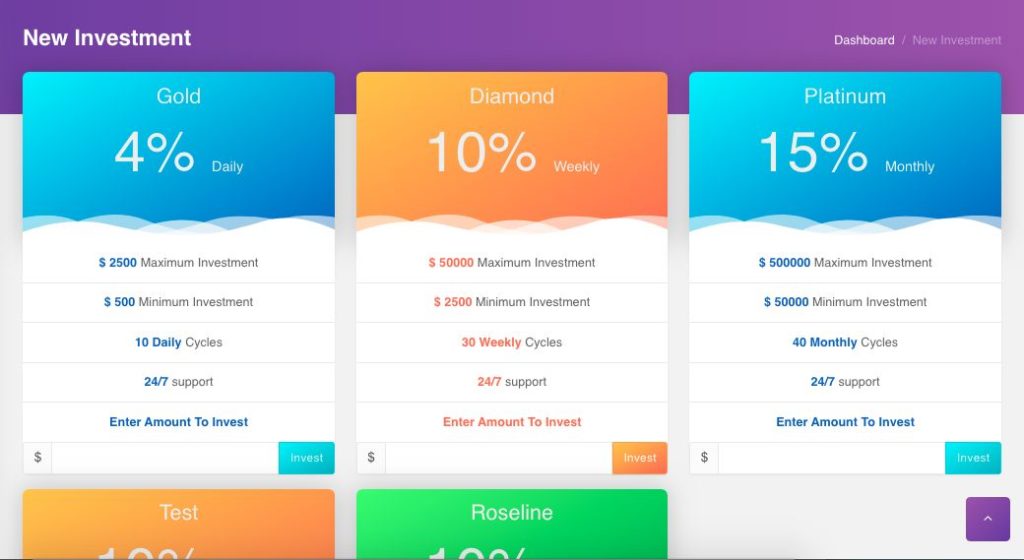 New Investment
Dashboard / New Investment
Gold
4% Daily
$ 2500 Maximum Investment
$ 500 Minimum Investment
10 Daily Cycles
24/7 support
Enter Amount To Invest
$ Invest
Diamond
10% Weekly
$ 50000 Maximum Investment
$ 2500 Minimum Investment
30 Weekly Cycles
24/7 support
Enter Amount To Invest
$ Invest
Platinum
15% Monthly
$ 500000 Maximum Investment
$ 50000 Minimum Investment
40 Monthly Cycles
24/7 support
Enter Amount To Invest
$ Invest
Test
Roseline